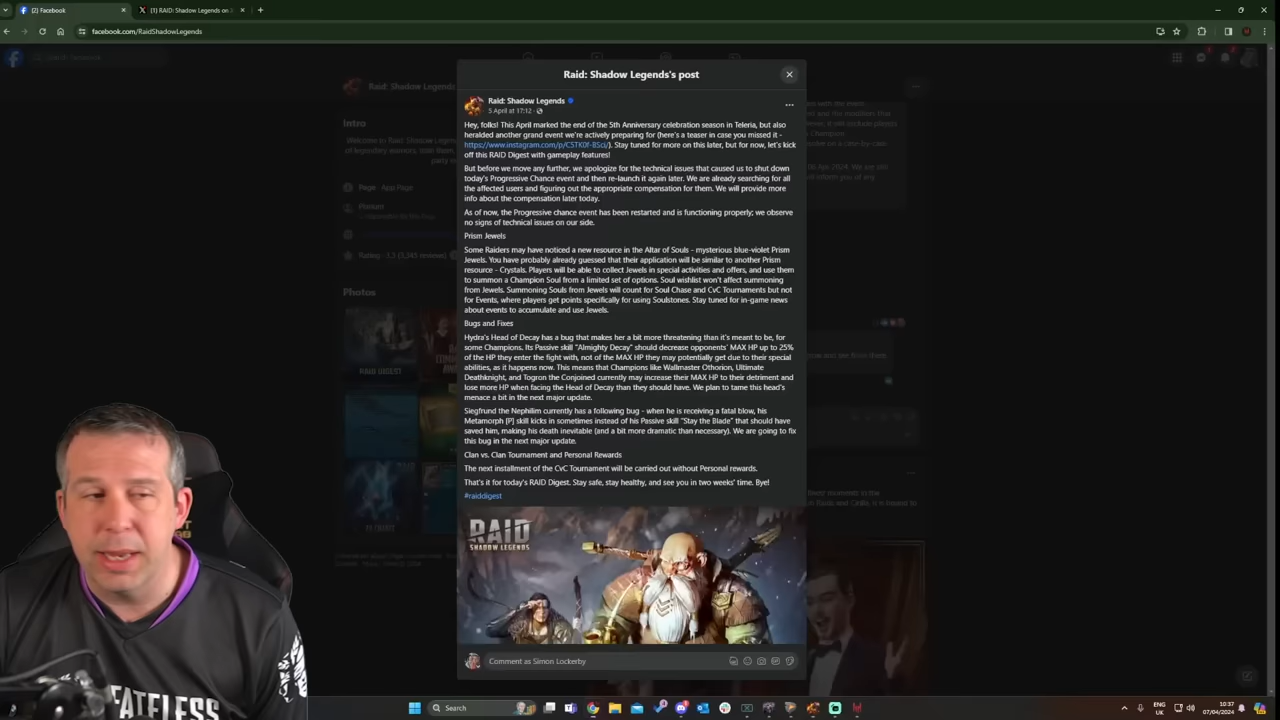 (2) Facebook
RAID: Shadow Legends on
facebook.com/RaidShadowLegends
Raid: Shadow Legends's post
Raid: Shadow Legends
5 April at 17:12
Hey, folks! This April marked the end of the 5th Anniversary celebration season in Teleria, but also
heralded another grand event we're actively preparing for (here's a teaser in case you missed it -
https://www.instagram.com/p/C5TK0f-BSci/). Stay tuned for more on this later, but for now, let's kick
off this RAID Digest with gameplay features!
But before we move any further, we apologize for the technical issues that caused us to shut down
today's Progressive Chance event and then re-launch it again later. We are already searching for all
the affected users and figuring out the appropriate compensation for them. We will provide more
info about the compensation later today.
As of now, the Progressive chance event has been restarted and is functioning properly; we observe
no signs of technical issues on our side.
Prism Jewels
Some Raiders may have noticed a new resource in the Altar of Souls - mysterious blue-violet Prism
Jewels. You have probably already guessed that their application will be similar to another Prism
resource - Crystals. Players will be able to collect Jewels in special activities and offers, and use them
to summon a Champion Soul from a limited set of options. Soul wishlist won't affect summoning
from Jewels. Summoning Souls from Jewels will count for Soul Chase and CvC Tournaments but not
for Events, where players get points specifically for using Soulstones. Stay tuned for in-game news
about events to accumulate and use Jewels.
Bugs and Fixes
Hydra's Head of Decay has a bug that makes her a bit more threatening than it's meant to be, for
some Champions. Its Passive skill "Almighty Decay" should decrease opponents' MAX HP up to 25%
of the HP they enter the fight with, not of the MAX HP they may potentially get due to their special
abilities, as it happens now. This means that Champions like Wallmaster Othorion, Ultimate
Deathknight, and Togron the Conjoined currently may increase their MAX HP to their detriment and
lose more HP when facing the Head of Decay than they should have. We plan to tame this head's
menace a bit in the next major update.
Siegfrund the Nephilim currently has a following bug - when he is receiving a fatal blow, his
Metamorph [P] skill kicks in sometimes instead of his Passive skill "Stay the Blade" that should have
saved him, making his death inevitable (and a bit more dramatic than necessary). We are going to fix
this bug in the next major update.
Clan vs. Clan Tournament and Personal Rewards
The next installment of the CvC Tournament will be carried out without Personal rewards.
That's it for today's RAID Digest. Stay safe, stay healthy, and see you in two weeks' time. Bye!
#raiddigest
RAID
SHADOW LEGENDS
Comment as Simon Lockerby
Intro
Page · App Page
Photos
RAID DIGEST
FATELESS
Search
ENG
UK
10:37
07/04/2024